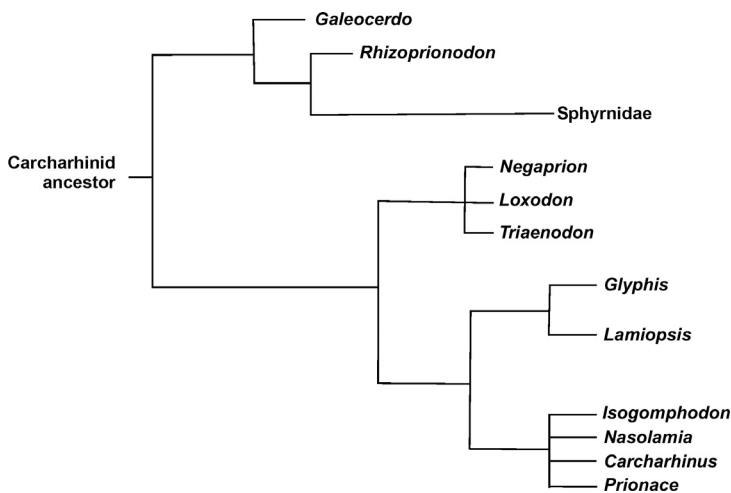 Galeocerdo
Rhizoprionodon
Sphyrnidae
Carcharhinid
ancestor
Negaprion
Loxodon
Triaenodon
Glyphis
Lamiopsis
Isogomphodon
Nasolamia
Carcharhinus
Prionace